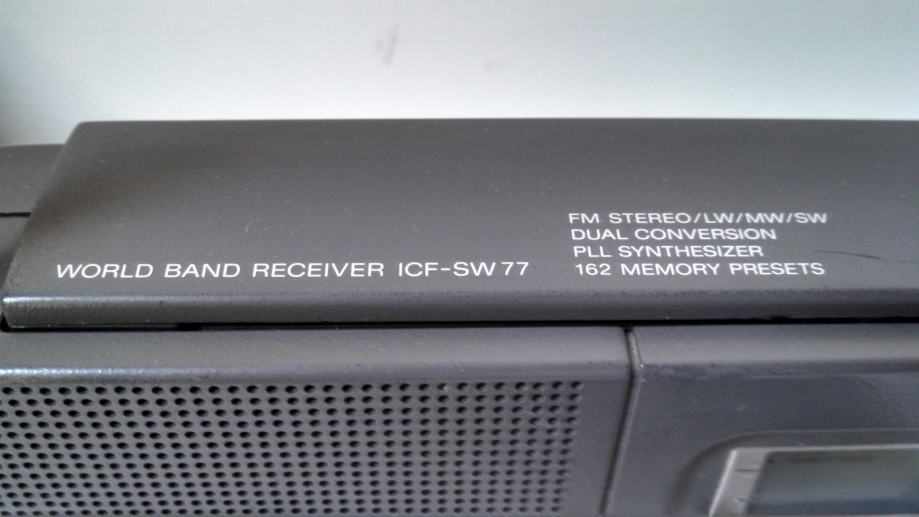 WORLD BAND RECEIVER ICF-SW77
FM STEREO/LW/MW/SW
DUAL CONVERSION
PLL SYNTHESIZER
162 MEMORY PRESETS